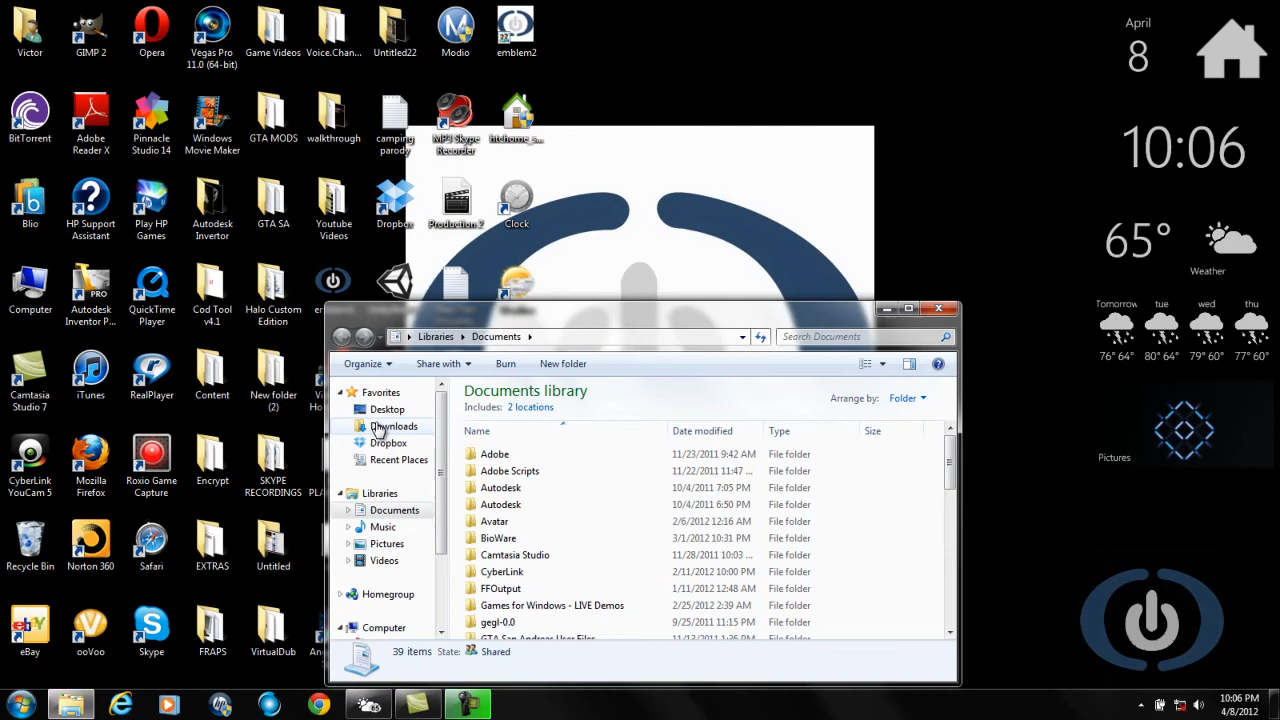 Victor
GIMP 2
Opera
Vegas Pro
11.0 (64-bit)
Game Videos
Voice.Chan...
Untitled22
Modio
emblem2
BitTorrent
Adobe
Reader X
Pinnacle
Studio 14
Windows
Movie Maker
GTA MODS
walkthrough
camping
parody
MP3 Skype
Recorder
htchome_s...
Blio
HP Support
Assistant
Play HP
Games
Autodesk
Invertor
GTA SA
Youtube
Videos
Dropbox
Production 2
Clock
Computer
PRO
Autodesk
Inventor P...
QuickTime
Player
Cod Tool
v4.1
Halo Custom
Edition
Camtasia
Studio 7
iTunes
RealPlayer
Content
New folder
(2)
CyberLink
YouCam 5
Mozilla
Firefox
Roxio Game
Capture
Encrypt
SKYPE
RECORDINGS
Recycle Bin
Norton 360
Safari
EXTRAS
Untitled
eBay
ooVoo
Skype
FRAPS
VirtualDub
April
8
10:06
65°
Weather
Tomorrow tue wed thu
76° 64° 80° 64° 79° 60° 77° 60°
Pictures
Libraries Documents
Search Documents
Organize Share with Burn New folder
Favorites
Desktop
Downloads
Dropbox
Recent Places
Libraries
Documents
Music
Pictures
Videos
Homegroup
Computer
Documents library
Includes: 2 locations
Arrange by: Folder
Name Date modified Type Size
Adobe 11/23/2011 9:42 AM File folder
Adobe Scripts 11/22/2011 11:47 ... File folder
Autodesk 10/4/2011 7:05 PM File folder
Autodesk 10/4/2011 6:50 PM File folder
Avatar 2/6/2012 12:16 AM File folder
BioWare 3/1/2012 10:31 PM File folder
Camtasia Studio 11/28/2011 10:03 ... File folder
CyberLink 2/11/2012 10:00 PM File folder
FFOutput 1/11/2012 12:48 AM File folder
Games for Windows - LIVE Demos 2/25/2012 2:39 AM File folder
gegl-0.0 9/25/2011 11:15 PM File folder
GTA San Andreas User Files 11/13/2011 1:36 PM File folder
39 items State: Shared
10:06 PM
4/8/2012